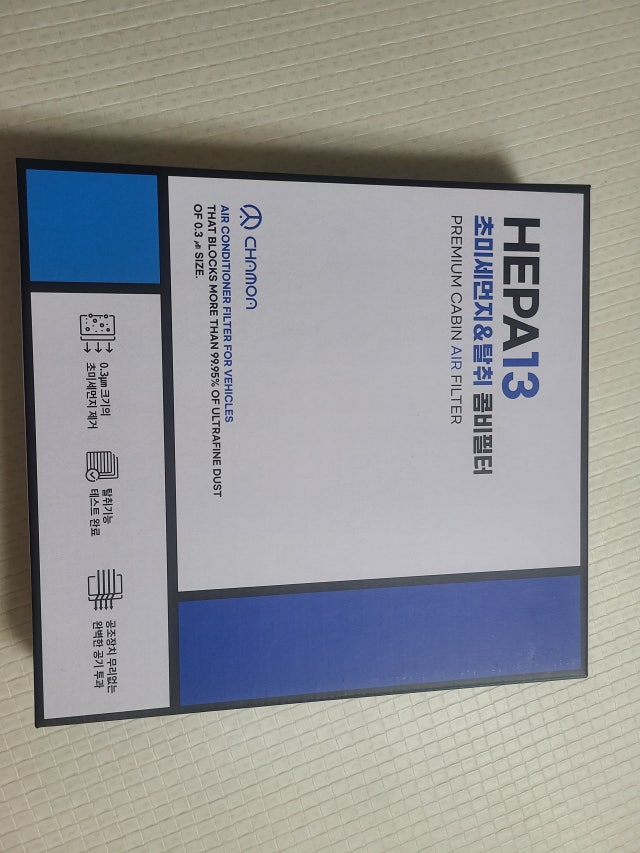 HEPA13
초미세먼지&탈취 콤비필터
PREMIUM CABIN AIR FILTER
CHAMON
AIR CONDITIONER FILTER FOR VEHICLES
THAT BLOCKS MORE THAN 99.95% OF ULTRAFINE DUST
OF 0.3 ㎛ SIZE.
0.3㎛ 크기의
초미세먼지 제거
탈취기능
테스트 완료
공조장치 무리없는
완벽한 공기 투과